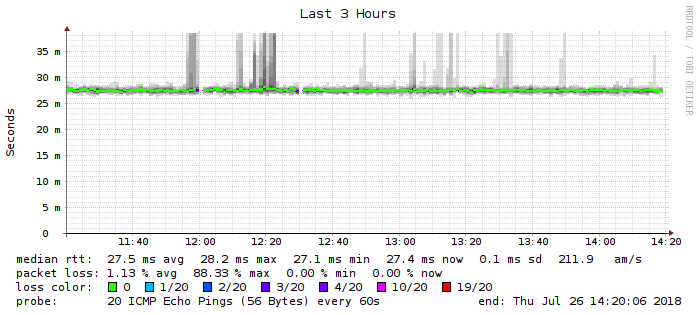 Last 3 Hours
RRDTOOL / TOBI OETIKER
Seconds
35 m
30 m
25 m
20 m
15 m
10 m
5 m
0
11:40 12:00 12:20 12:40 13:00 13:20 13:40 14:00 14:20
median rtt: 27.5 ms avg 28.2 ms max 27.1 ms min 27.4 ms now 0.1 ms sd 211.9 am/s
packet loss: 1.13 % avg 88.33 % max 0.00 % min 0.00 % now
loss color: 0 1/20 2/20 3/20 4/20 10/20 19/20
probe: 20 ICMP Echo Pings (56 Bytes) every 60s end: Thu Jul 26 14:20:06 2018